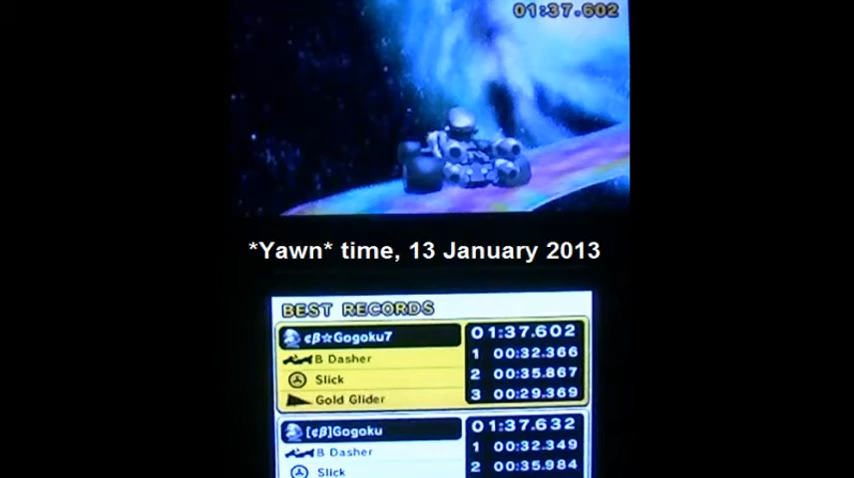 01:37.602
*Yawn* time, 13 January 2013
BEST RECORDS
¢β☆Gogoku7
01:37.602
B Dasher
1 00:32.366
Slick
2 00:35.867
Gold Glider
3 00:29.369
[¢β]Gogoku
01:37.632
B Dasher
1 00:32.349
Slick
2 00:35.984